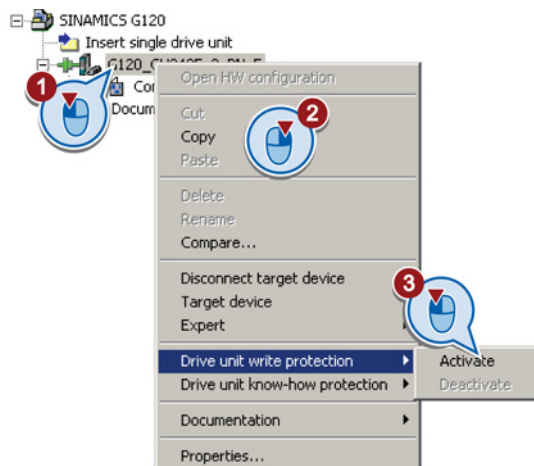 SINAMICS G120
Insert single drive unit
Open HW configuration
1
Docum
Cut
2
Copy
Paste
Delete
Rename
Compare...
Disconnect target device
3
Target device
Expert
Drive unit write protection
Activate
Drive unit know-how protection
Deactivate
Documentation
Properties...